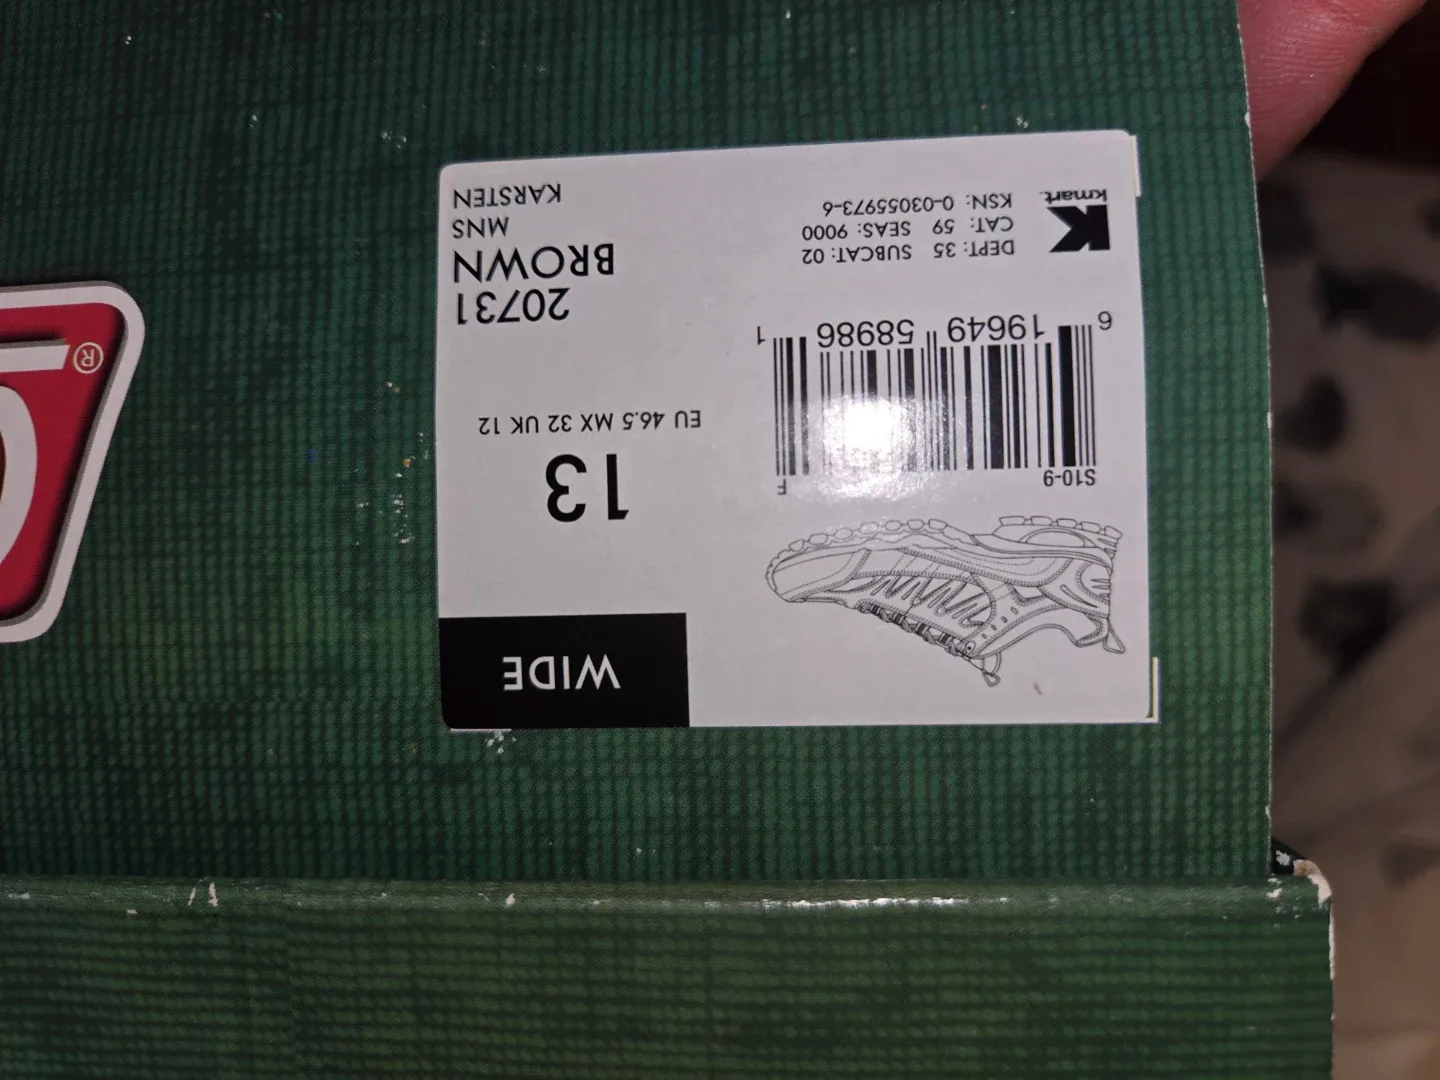 WIDE
13
EU 46.5 MX 32 UK 12
20731
BROWN
MNS
KARSTEN
S10-9
F
6 19649 58986 1
DEPT: 35 SUBCAT: 02
CAT: 59 SEAS: 9000
KSN: 0-03055973-6
K
kmart.
®